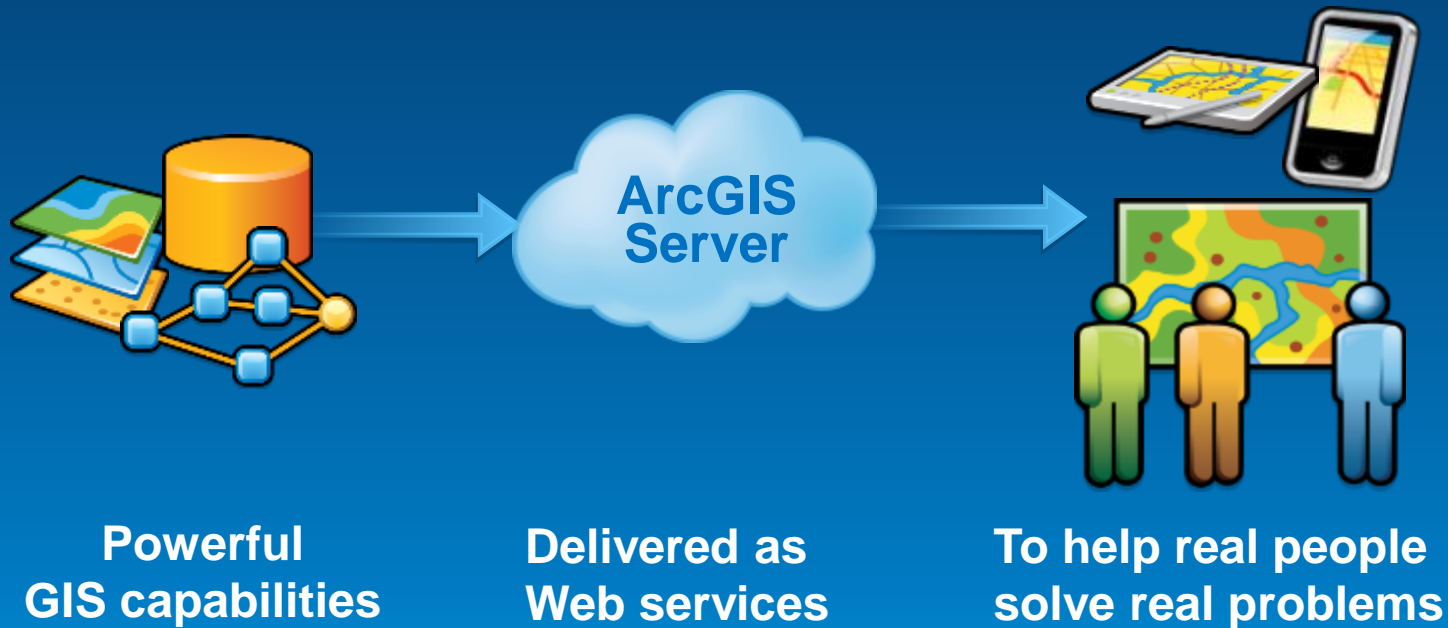 ArcGIS
Server
Powerful
GIS capabilities
Delivered as
Web services
To help real people
solve real problems